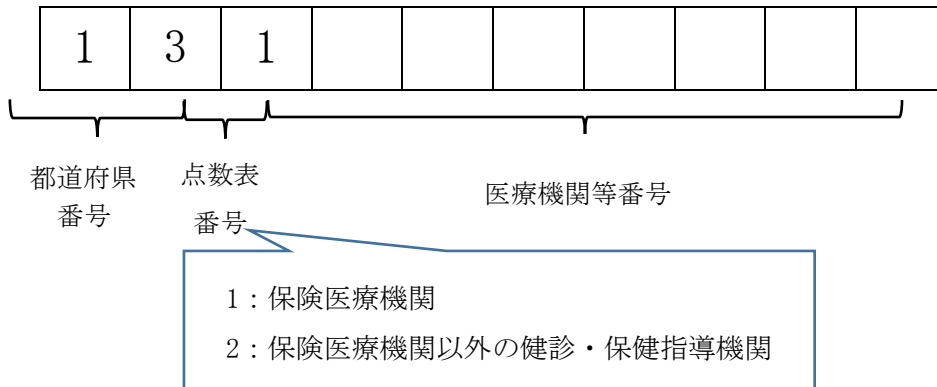 1 3 1
都道府県 点数表
番号 番号
医療機関等番号
1：保険医療機関
2：保険医療機関以外の健診・保健指導機関